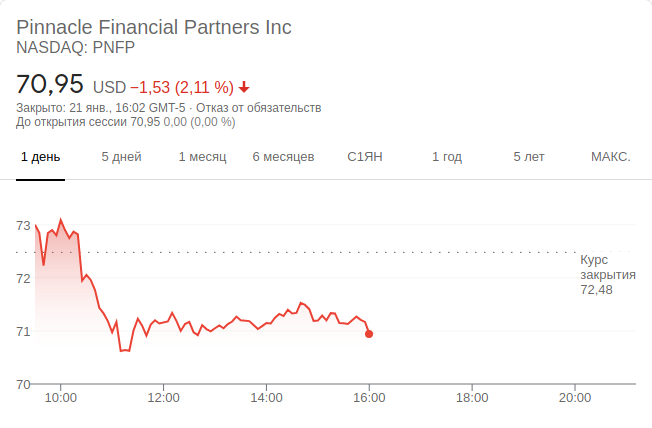 Pinnacle Financial Partners Inc
NASDAQ: PNFP
70,95 USD −1,53 (2,11 %)
Закрыто: 21 янв., 16:02 GMT-5 · Отказ от обязательств
До открытия сессии 70,95 0,00 (0,00 %)
1 день 5 дней 1 месяц 6 месяцев С1ЯН 1 год 5 лет МАКС.
73
Курс
закрытия
72,48
72
71
70
10:00 12:00 14:00 16:00 18:00 20:00